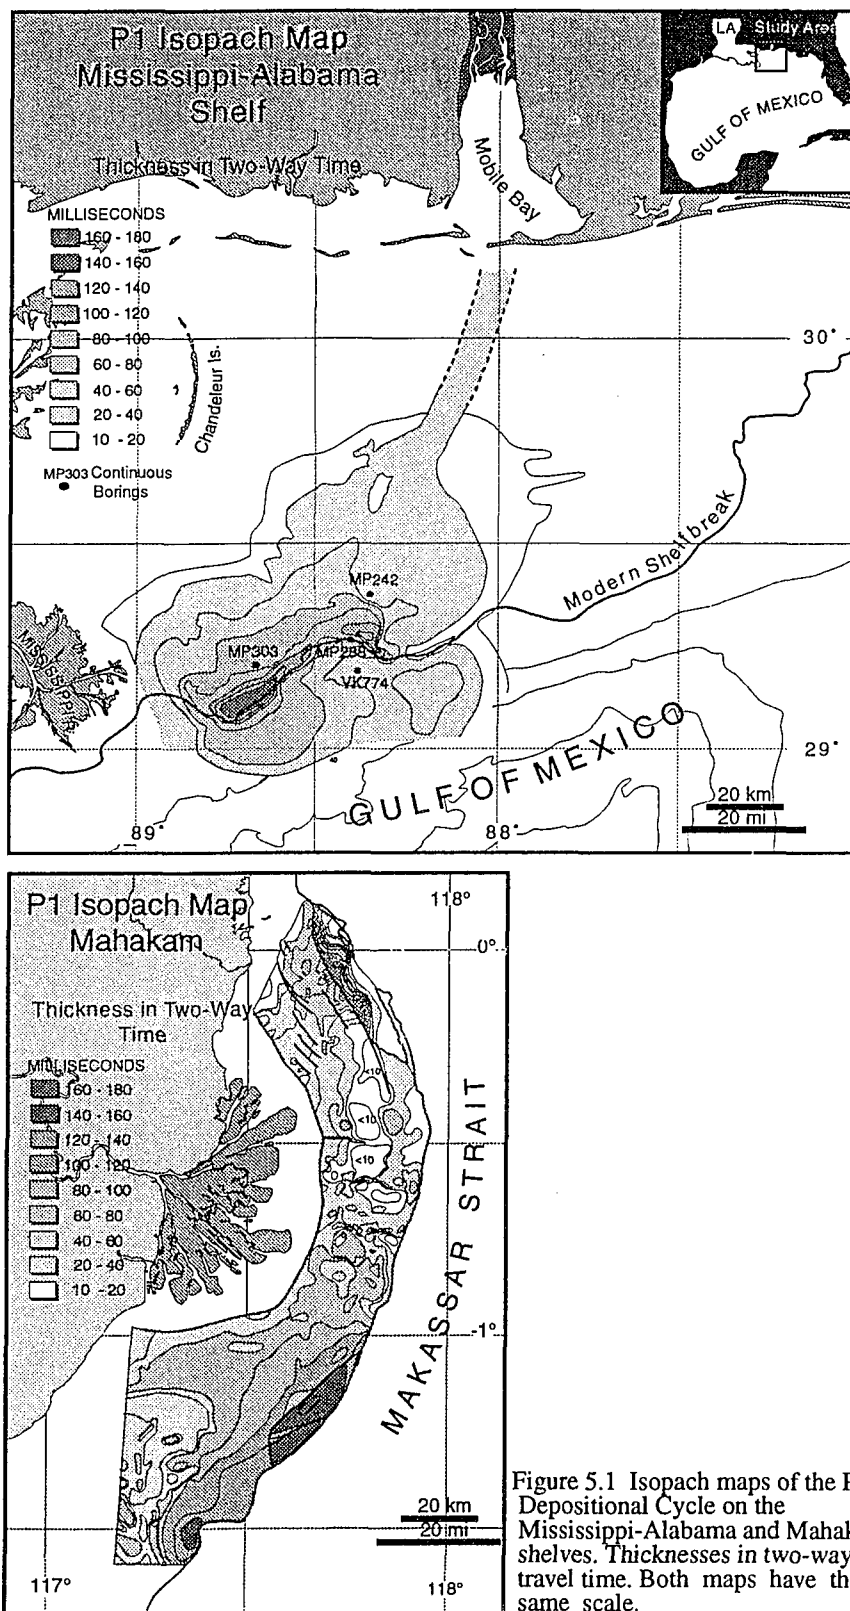 P1 Isopach Map
Mississippi-Alabama
Shelf
Thickness in Two-Way Time
MILLISECONDS
160 - 180
140 - 160
120 - 140
100 - 120
80 - 100
60 - 80
40 - 60
20 - 40
10 - 20
MP303 Continuous
Borings
Chandeleur Is.
Mobile Bay
LA
Study Area
GULF OF MEXICO
30°
Modern Shelfbreak
MP242
MP303
VK774
MISSISSIPPI
40
GULF OF MEXICO
29°
20 km
20 mi
89°
88°
P1 Isopach Map
Mahakam
118°
0°
Thickness in Two-Way
Time
MILLISECONDS
160 - 180
140 - 160
120 - 140
100 - 120
80 - 100
60 - 80
40 - 60
20 - 40
10 - 20
<10
<10
<10
MAKASSAR STRAIT
-1°
20 km
20 mi
117°
118°
Figure 5.1 Isopach maps of the
Depositional Cycle on the
Mississippi-Alabama and
shelves. Thicknesses in two-way
travel time. Both maps have
same scale.